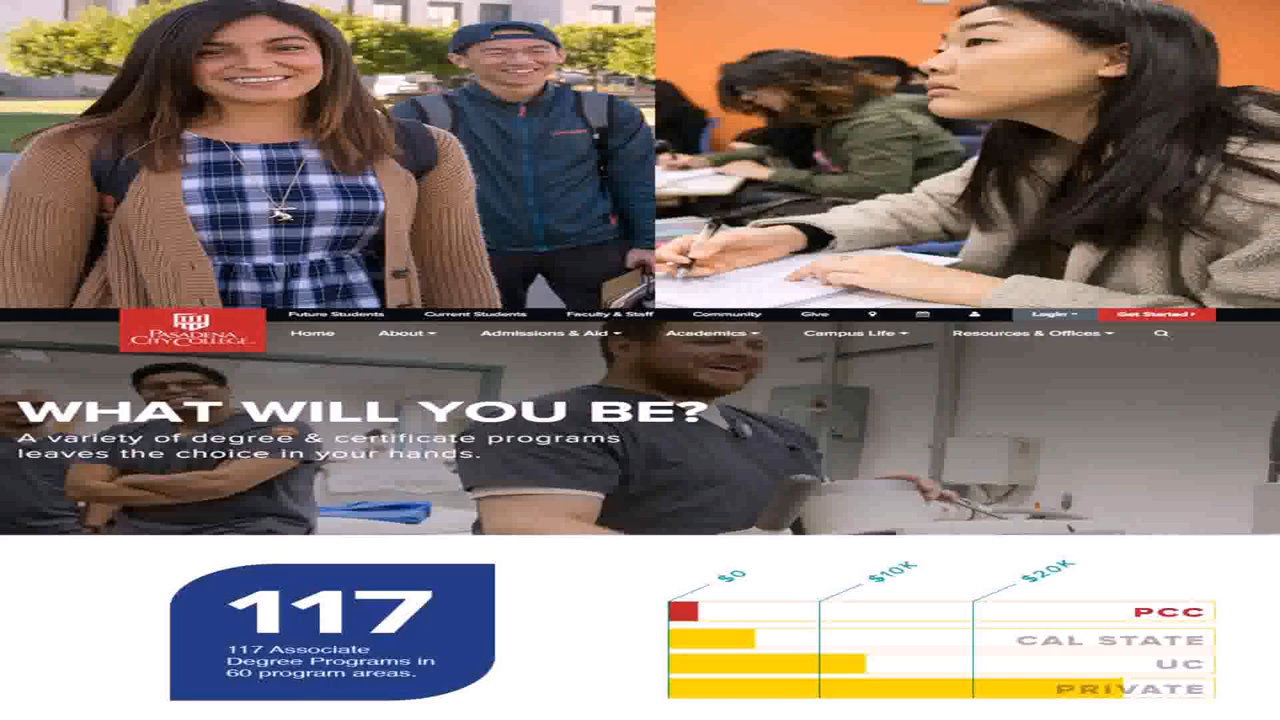 Future Students
Current Students
Faculty & Staff
Community
Give
Login
Get Started
PASADENA
CITY COLLEGE
Home
About
Admissions & Aid
Academics
Campus Life
Resources & Offices
WHAT WILL YOU BE?
A variety of degree & certificate programs
leaves the choice in your hands.
117
117 Associate
Degree Programs in
60 program areas.
$0
$10K
$20K
PCC
CAL STATE
UC
PRIVATE